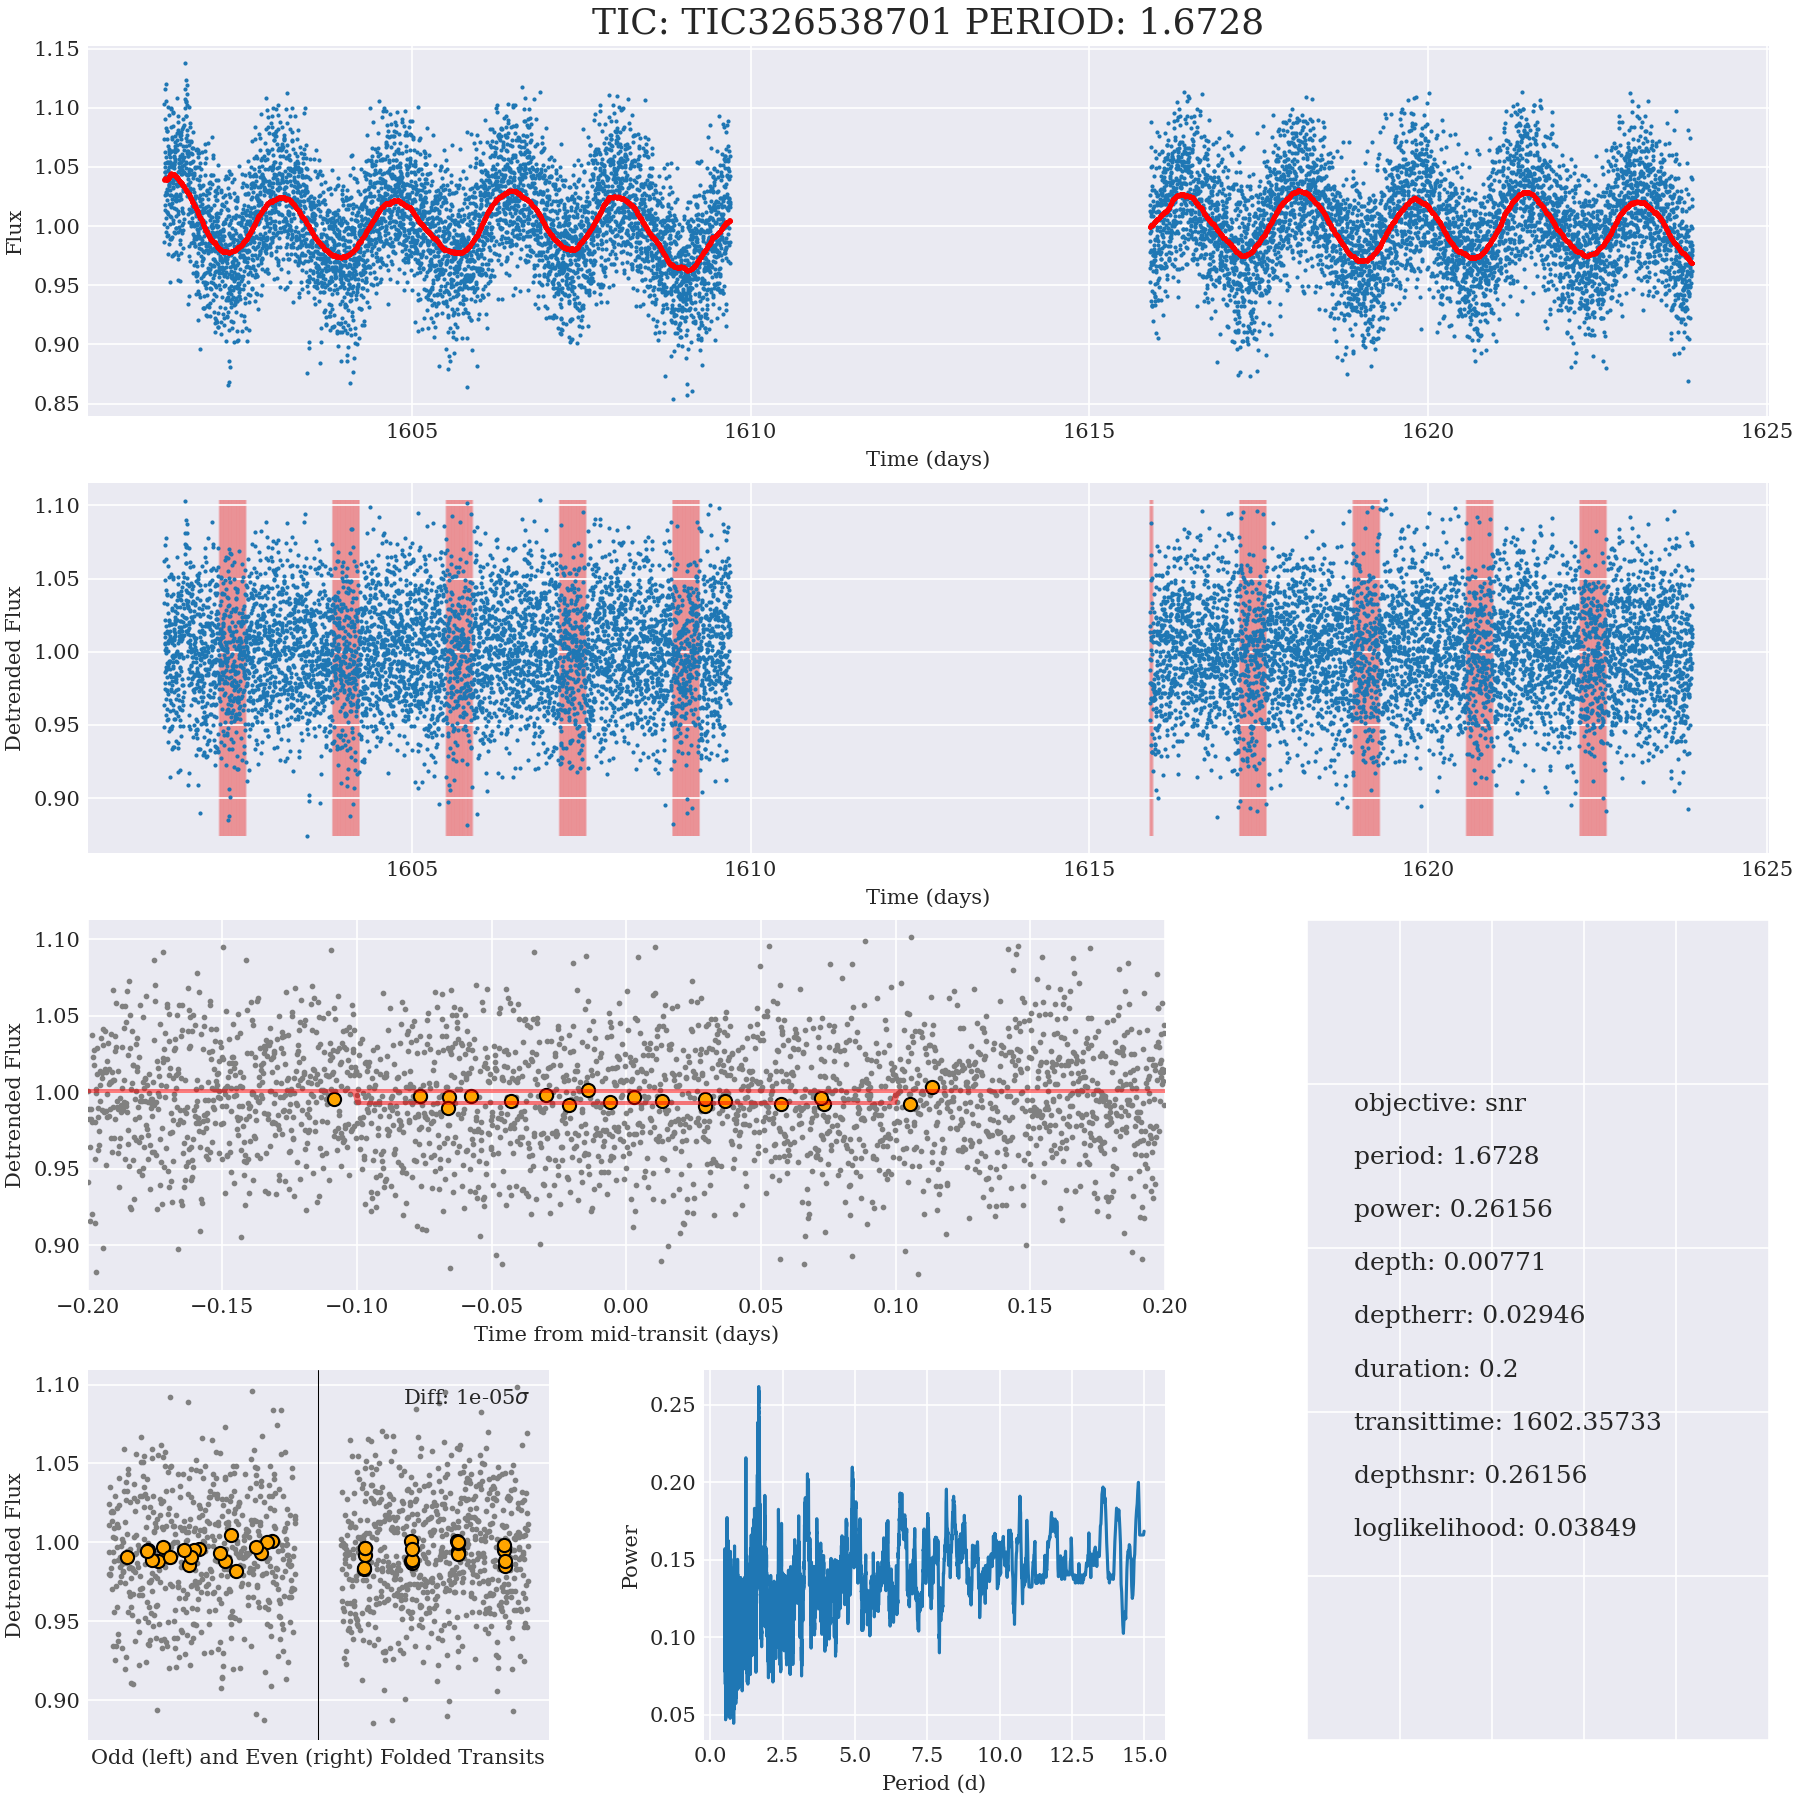 TIC: TIC326538701 PERIOD: 1.6728
1.15
1.10
1.05
1.00
0.95
0.90
0.85
Flux
1605
1610
1615
1620
1625
Time (days)
1.10
1.05
1.00
0.95
0.90
Detrended Flux
1605
1610
1615
1620
1625
Time (days)
1.10
1.05
1.00
0.95
0.90
Detrended Flux
−0.20
−0.15
−0.10
−0.05
0.00
0.05
0.10
0.15
0.20
Time from mid-transit (days)
objective: snr
period: 1.6728
power: 0.26156
depth: 0.00771
deptherr: 0.02946
duration: 0.2
transittime: 1602.35733
depthsnr: 0.26156
loglikelihood: 0.03849
1.10
1.05
1.00
0.95
0.90
Detrended Flux
Diff: 1e-05σ
Odd (left) and Even (right) Folded Transits
0.25
0.20
0.15
0.10
0.05
Power
0.0
2.5
5.0
7.5
10.0
12.5
15.0
Period (d)